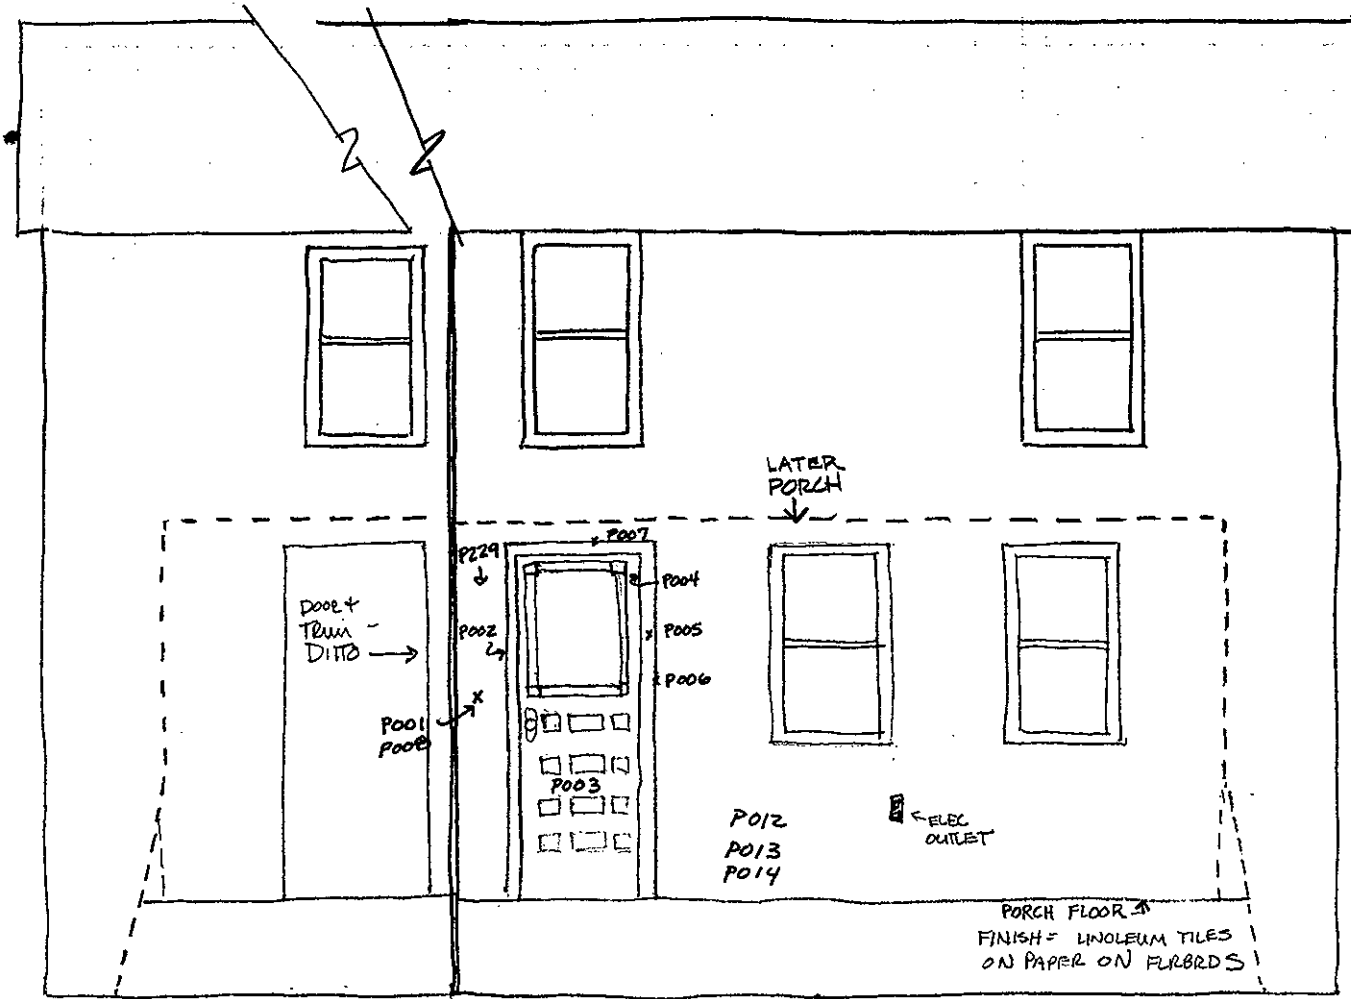 LATER
PORCH
P007
P229
P004
DOOR +
TRIM -
DITTO
P002
P005
P006
P001
P008
P003
P012
P013
P014
ELEC
OUTLET
PORCH FLOOR
FINISH = LINOLEUM TILES
ON PAPER ON FLRBRDS